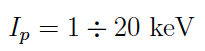 I_p = 1 ÷ 20 keV